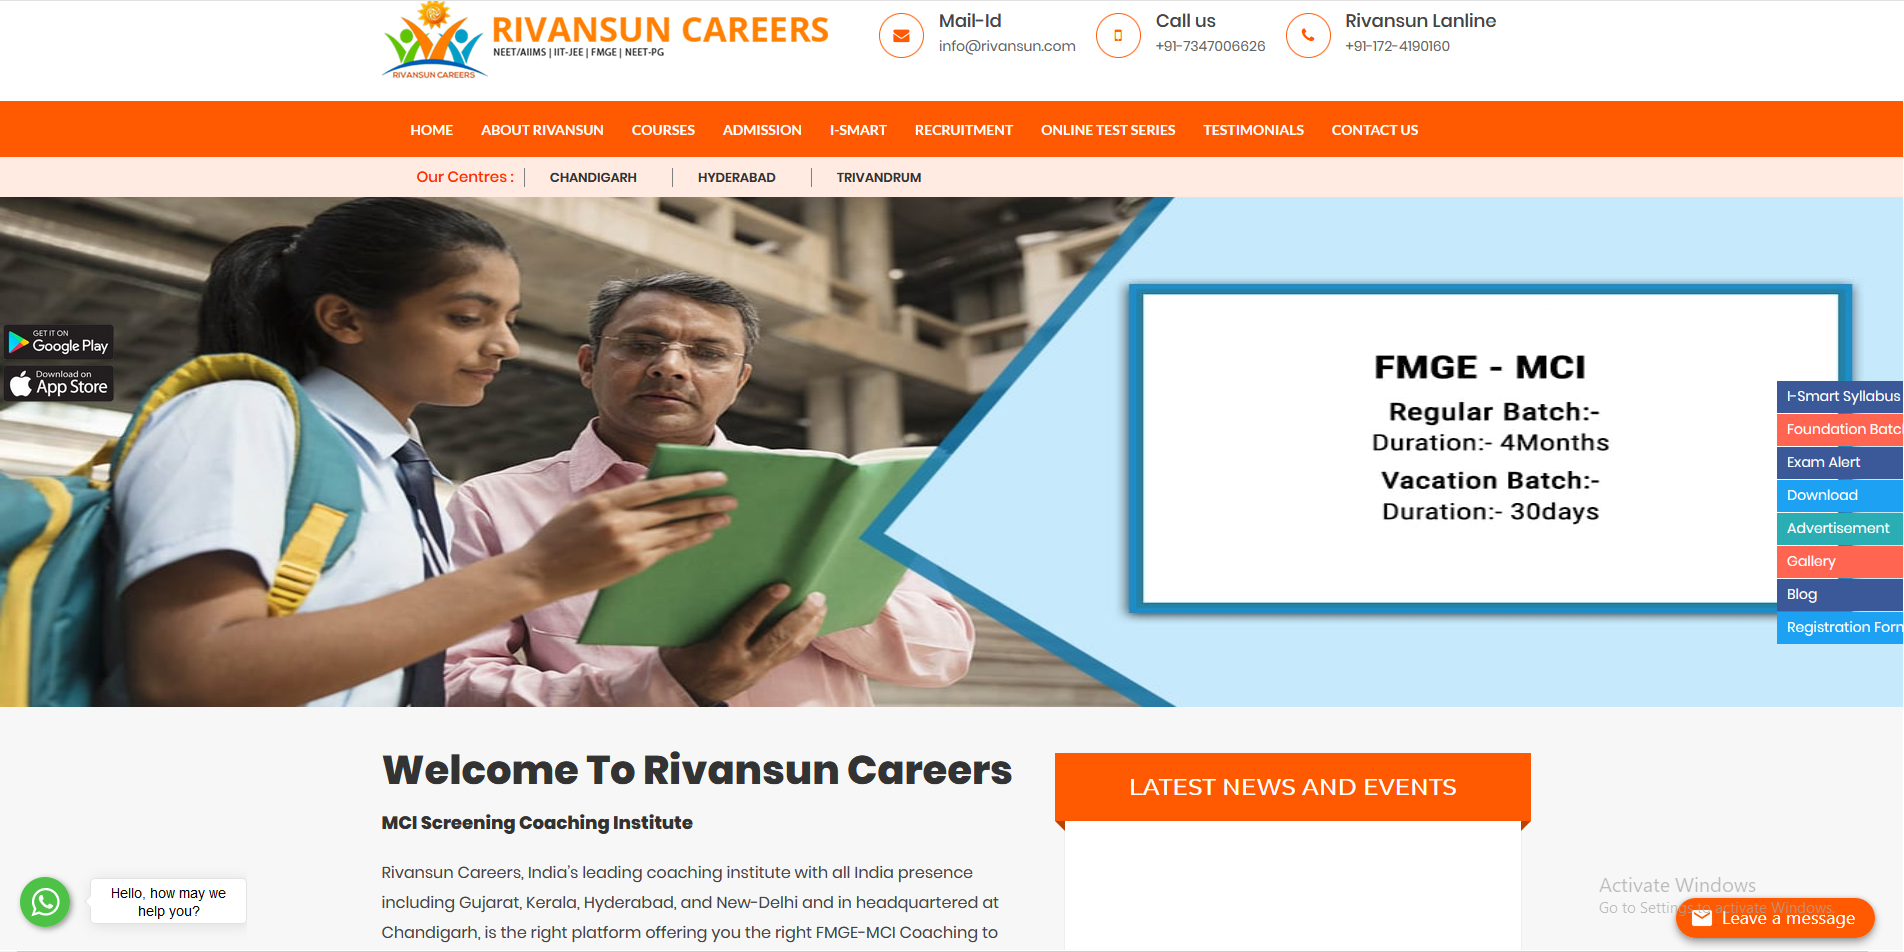 RIVANSUN CAREERS
NEET/AIIMS | IIT-JEE | FMGE | NEET-PG
RIVANSUN CAREERS
Mail-Id
info@rivansun.com
Call us
+91-7347006626
Rivansun Lanline
+91-172-4190160
HOME ABOUT RIVANSUN COURSES ADMISSION I-SMART RECRUITMENT ONLINE TEST SERIES TESTIMONIALS CONTACT US
Our Centres : CHANDIGARH HYDERABAD TRIVANDRUM
GET IT ON
Google Play
Download on
App Store
FMGE - MCI
Regular Batch:-
Duration:- 4Months
Vacation Batch:-
Duration:- 30days
I-Smart Syllabus
Foundation Batc
Exam Alert
Download
Advertisement
Gallery
Blog
Registration Forn
Welcome To Rivansun Careers
MCI Screening Coaching Institute
Rivansun Careers, India's leading coaching institute with all India presence
including Gujarat, Kerala, Hyderabad, and New-Delhi and in headquartered at
Chandigarh, is the right platform offering you the right FMGE-MCI Coaching to
LATEST NEWS AND EVENTS
Hello, how may we
help you?
Activate Windows
Go to Settings to activate Windows.
Leave a message